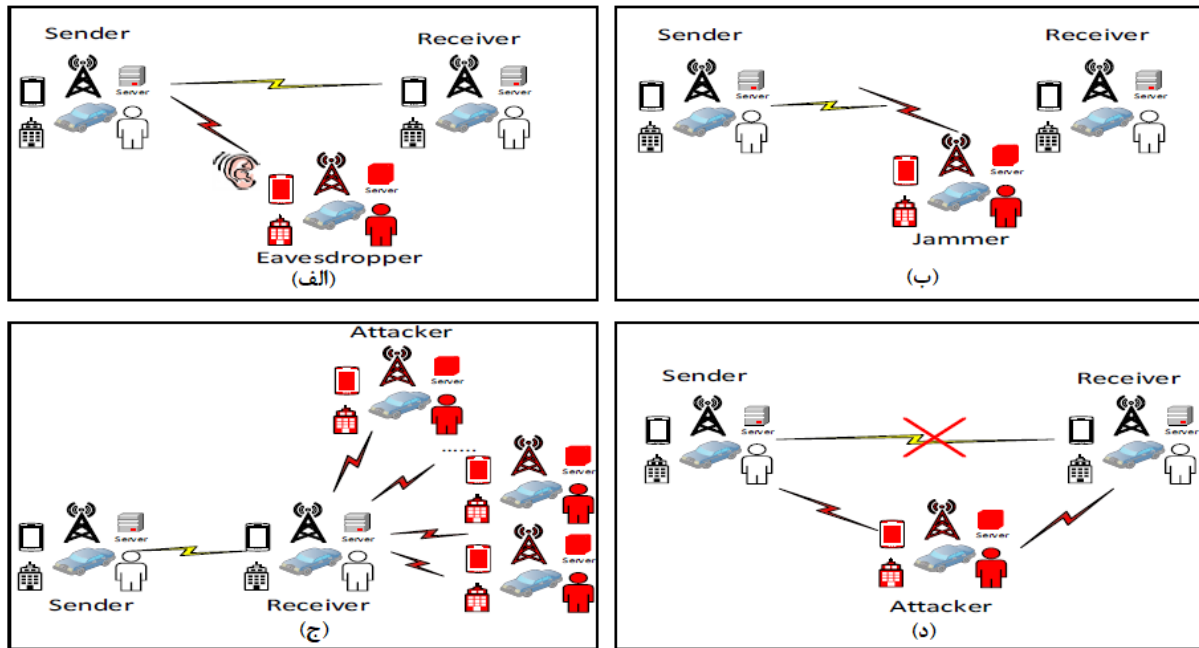 Sender
Receiver
Server
Server
Server
Eavesdropper
(الف)
Sender
Receiver
Server
Server
Server
Jammer
(ب)
Attacker
Server
......
Server
Server
Server
Server
Sender
Receiver
(ج)
Sender
Receiver
Server
Server
Server
Attacker
(د)